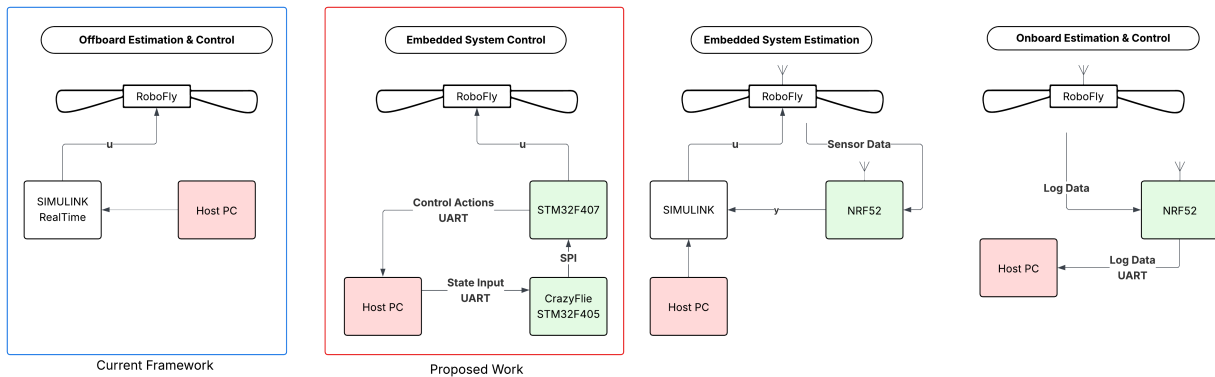 Offboard Estimation & Control
RoboFly
u
SIMULINK
RealTime
Host PC
Current Framework
Embedded System Control
RoboFly
u
Control Actions
UART
STM32F407
SPI
Host PC
State Input
UART
CrazyFlie
STM32F405
Proposed Work
Embedded System Estimation
RoboFly
u
Sensor Data
SIMULINK
y
NRF52
Host PC
Onboard Estimation & Control
RoboFly
Log Data
NRF52
Host PC
Log Data
UART